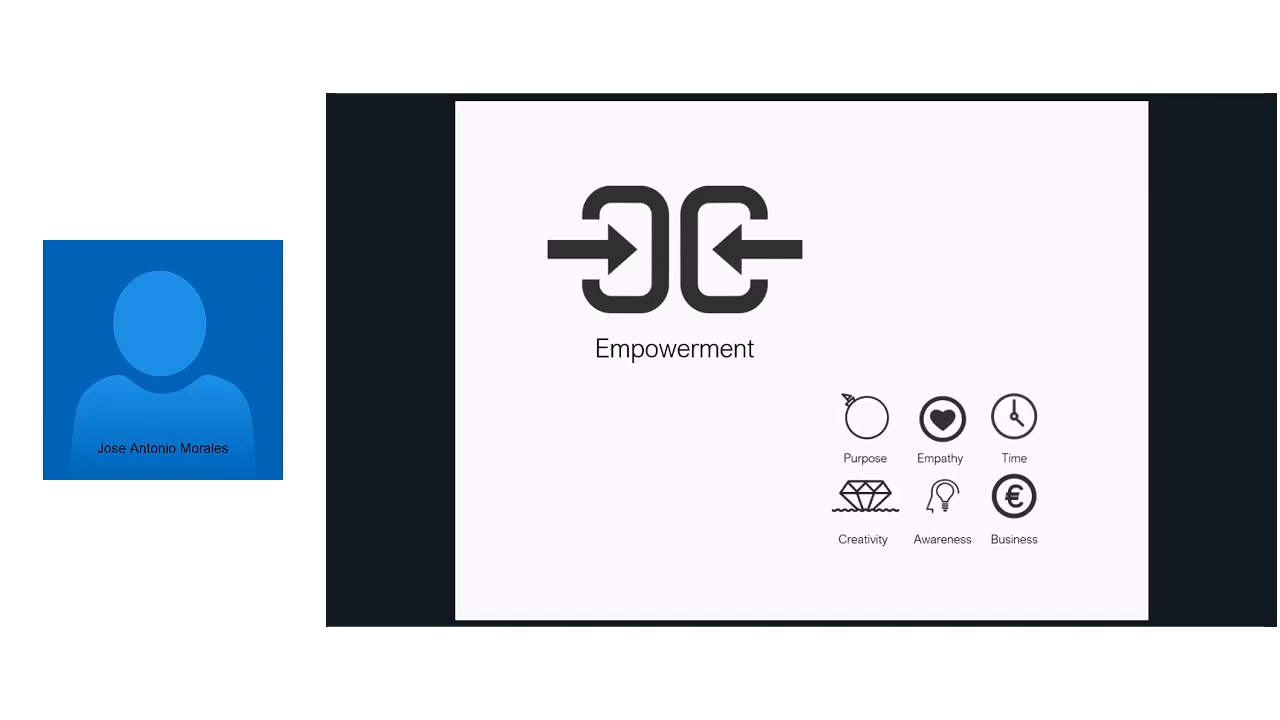 Jose Antonio Morales
Empowerment
Purpose Empathy Time
Creativity Awareness Business